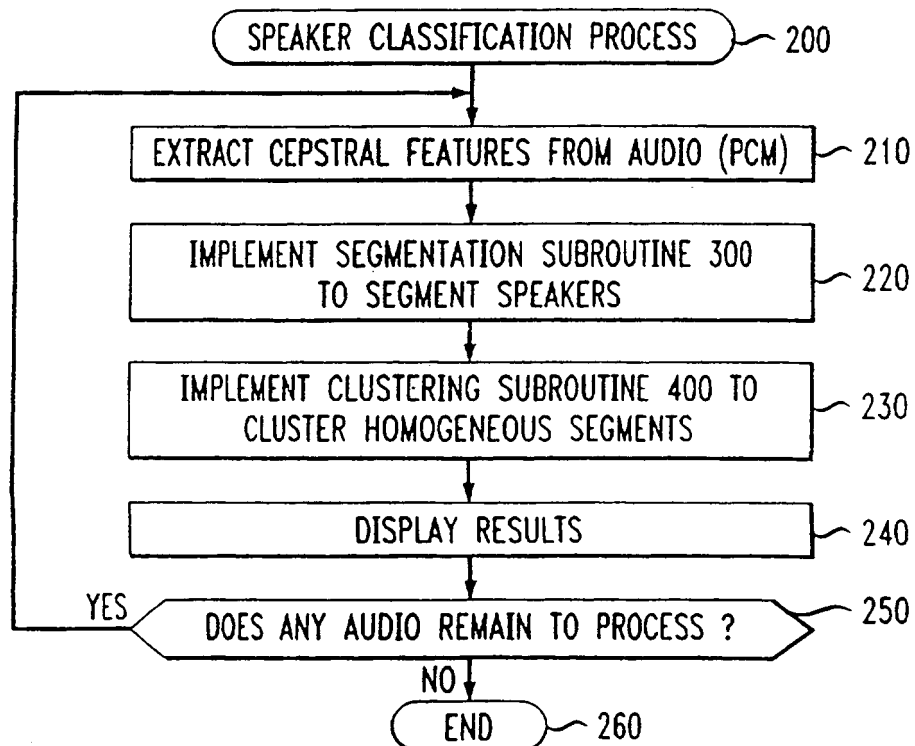 SPEAKER CLASSIFICATION PROCESS 200
EXTRACT CEPSTRAL FEATURES FROM AUDIO (PCM) 210
IMPLEMENT SEGMENTATION SUBROUTINE 300
TO SEGMENT SPEAKERS
220
IMPLEMENT CLUSTERING SUBROUTINE 400 TO
CLUSTER HOMOGENEOUS SEGMENTS
230
DISPLAY RESULTS 240
YES
DOES ANY AUDIO REMAIN TO PROCESS ? 250
NO
END 260